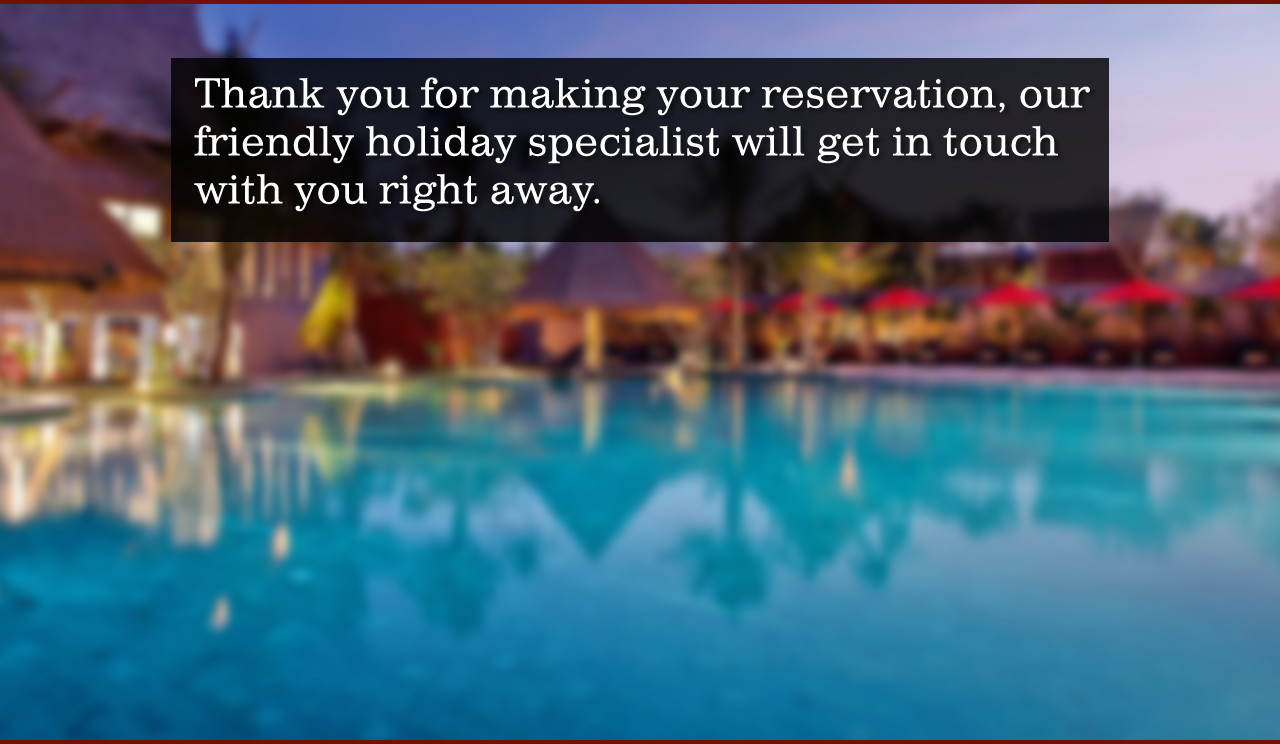 Thank you for making your reservation, our
friendly holiday specialist will get in touch
with you right away.